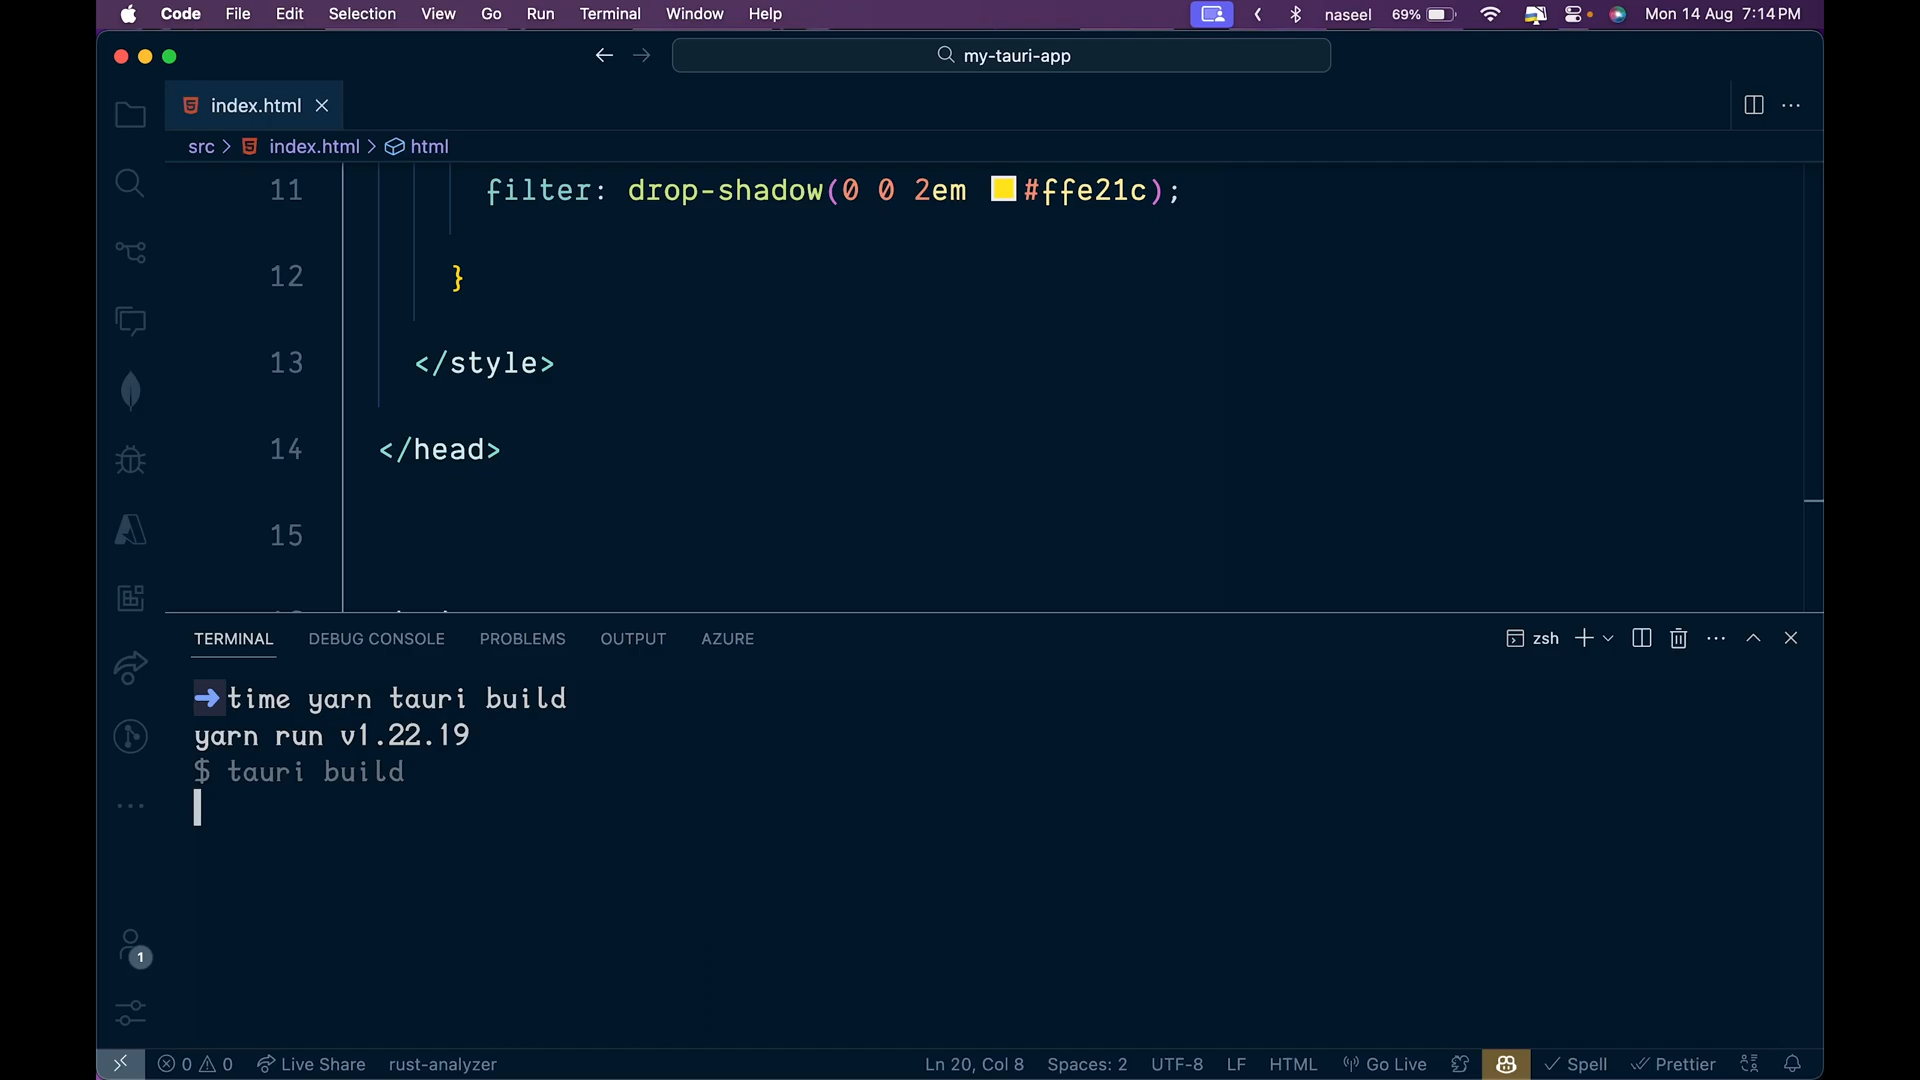 Code File Edit Selection View Go Run Terminal Window Help naseel 69% Mon 14 Aug 7:14 PM
my-tauri-app
index.html
src > index.html > html
11 filter: drop-shadow(0 0 2em #ffe21c);
12 }
13 </style>
14 </head>
15
TERMINAL DEBUG CONSOLE PROBLEMS OUTPUT AZURE zsh
time yarn tauri build
yarn run v1.22.19
$ tauri build
1
0 0 Live Share rust-analyzer Ln 20, Col 8 Spaces: 2 UTF-8 LF HTML Go Live Spell Prettier